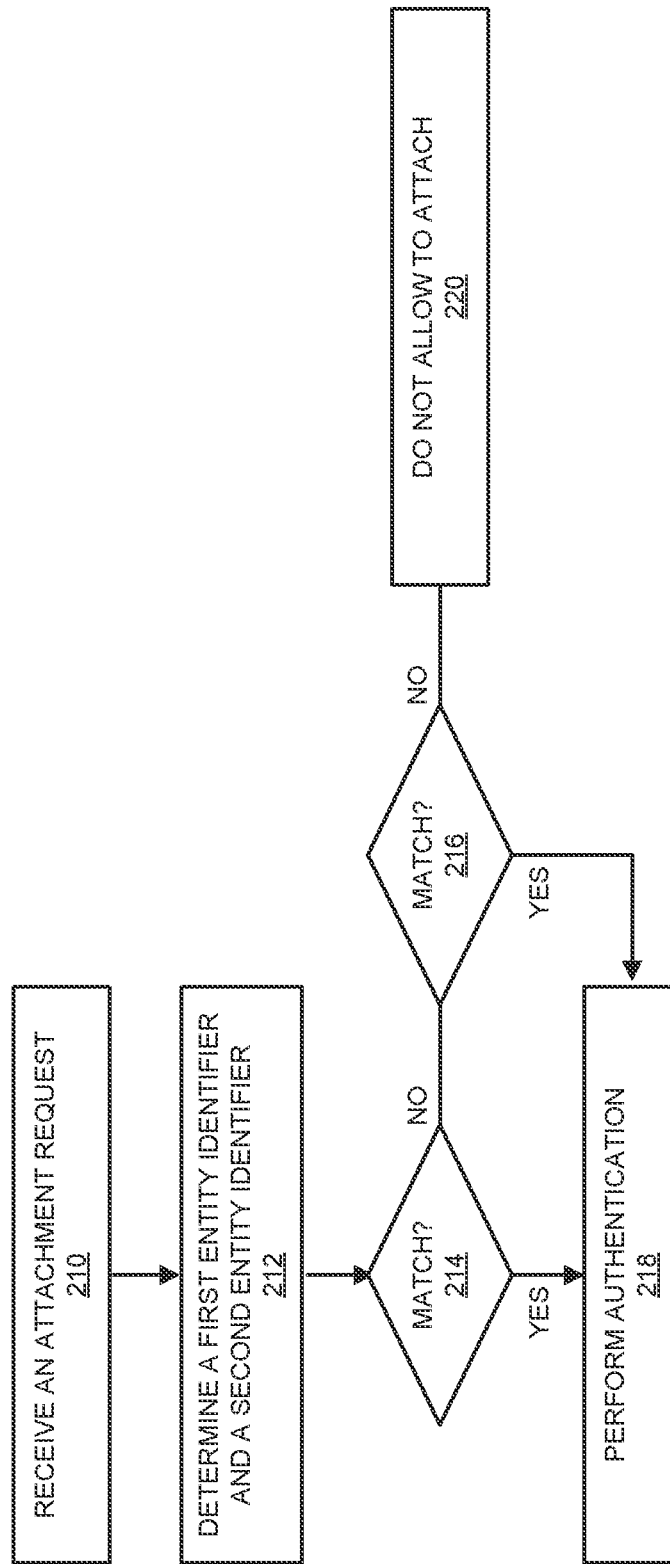 RECEIVE AN ATTACHMENT REQUEST
210
DETERMINE A FIRST ENTITY IDENTIFIER
AND A SECOND ENTITY IDENTIFIER
212
MATCH?
214
NO
YES
MATCH?
216
NO
YES
DO NOT ALLOW TO ATTACH
220
PERFORM AUTHENTICATION
218